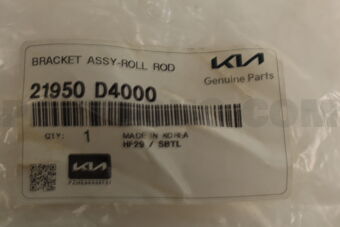 BRACKET ASSY-ROLL ROD
KIA
Genuine Parts
21950 D4000
QTY: 1
MADE IN KOREA
HF29 / SBTL
KIA